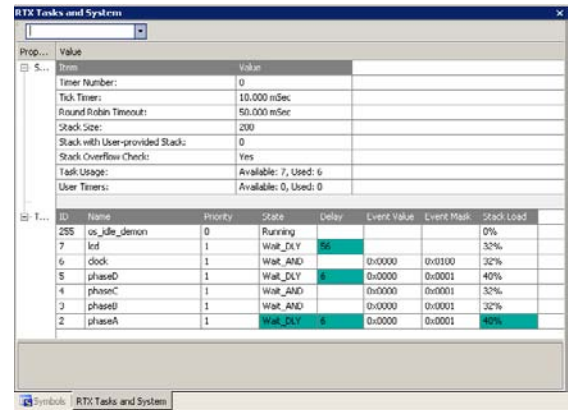 RTX Tasks and System
Prop... Value
S... Item Value
Timer Number: 0
Tick Timer: 10.000 mSec
Round Robin Timeout: 50.000 mSec
Stack Size: 200
Stack with User-provided Stack: 0
Stack Overflow Check: Yes
Task Usage: Available: 7, Used: 6
User Timers: Available: 0, Used: 0
T... ID Name Priority State Delay Event Value Event Mask Stack Load
255 os_idle_demon 0 Running 0%
7 lcd 1 Wait_DLY 56 32%
6 clock 1 Wait_AND 0x0000 0x0100 32%
5 phaseD 1 Wait_DLY 6 0x0000 0x0001 40%
4 phaseC 1 Wait_AND 0x0000 0x0001 32%
3 phaseB 1 Wait_AND 0x0000 0x0001 32%
2 phaseA 1 Wait_DLY 6 0x0000 0x0001 40%
Symbols RTX Tasks and System